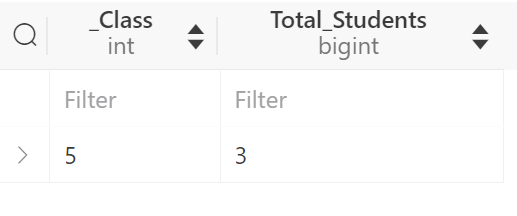 _Class Total_Students
int bigint
Filter Filter
5 3